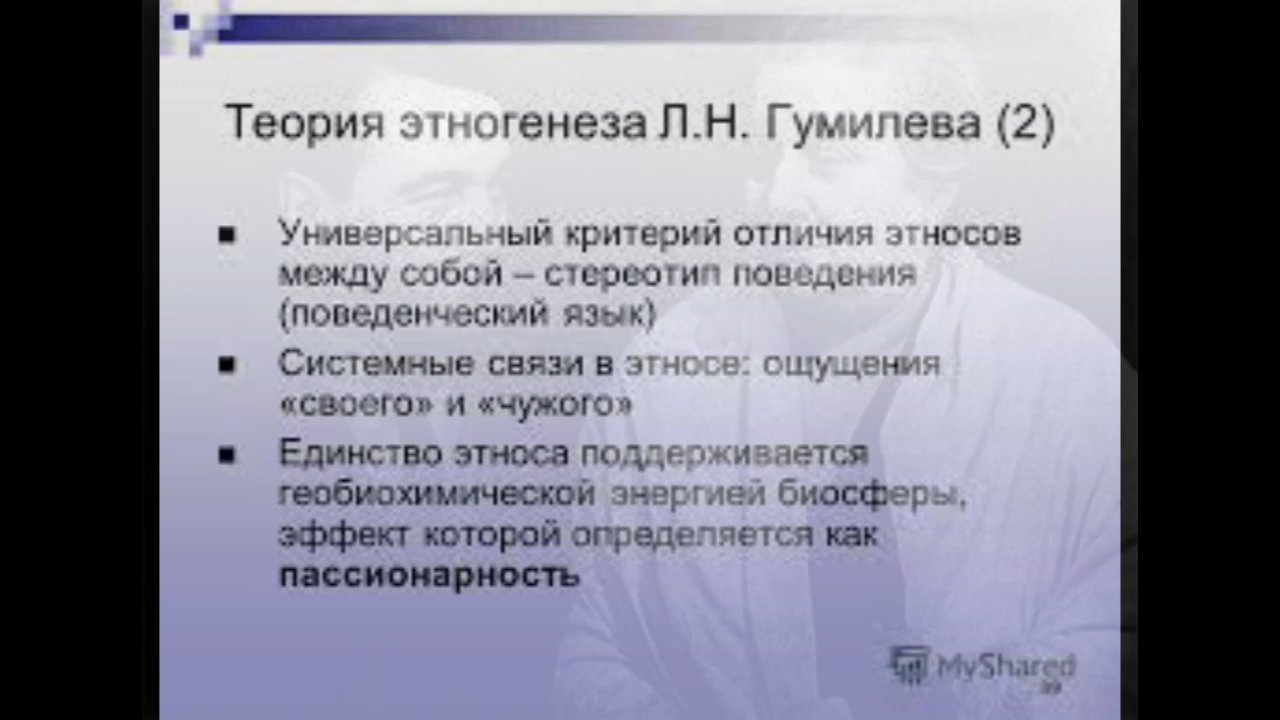 Теория этногенеза Л.Н. Гумилева (2)
Универсальный критерий отличия этносов
между собой – стереотип поведения
(поведенческий язык)
Системные связи в этносе: ощущения
«своего» и «чужого»
Единство этноса поддерживается
геобиохимической энергией биосферы,
эффект которой определяется как
пассионарность
MyShared
39